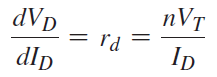 dV_D/dI_D = r_d = nV_T/I_D